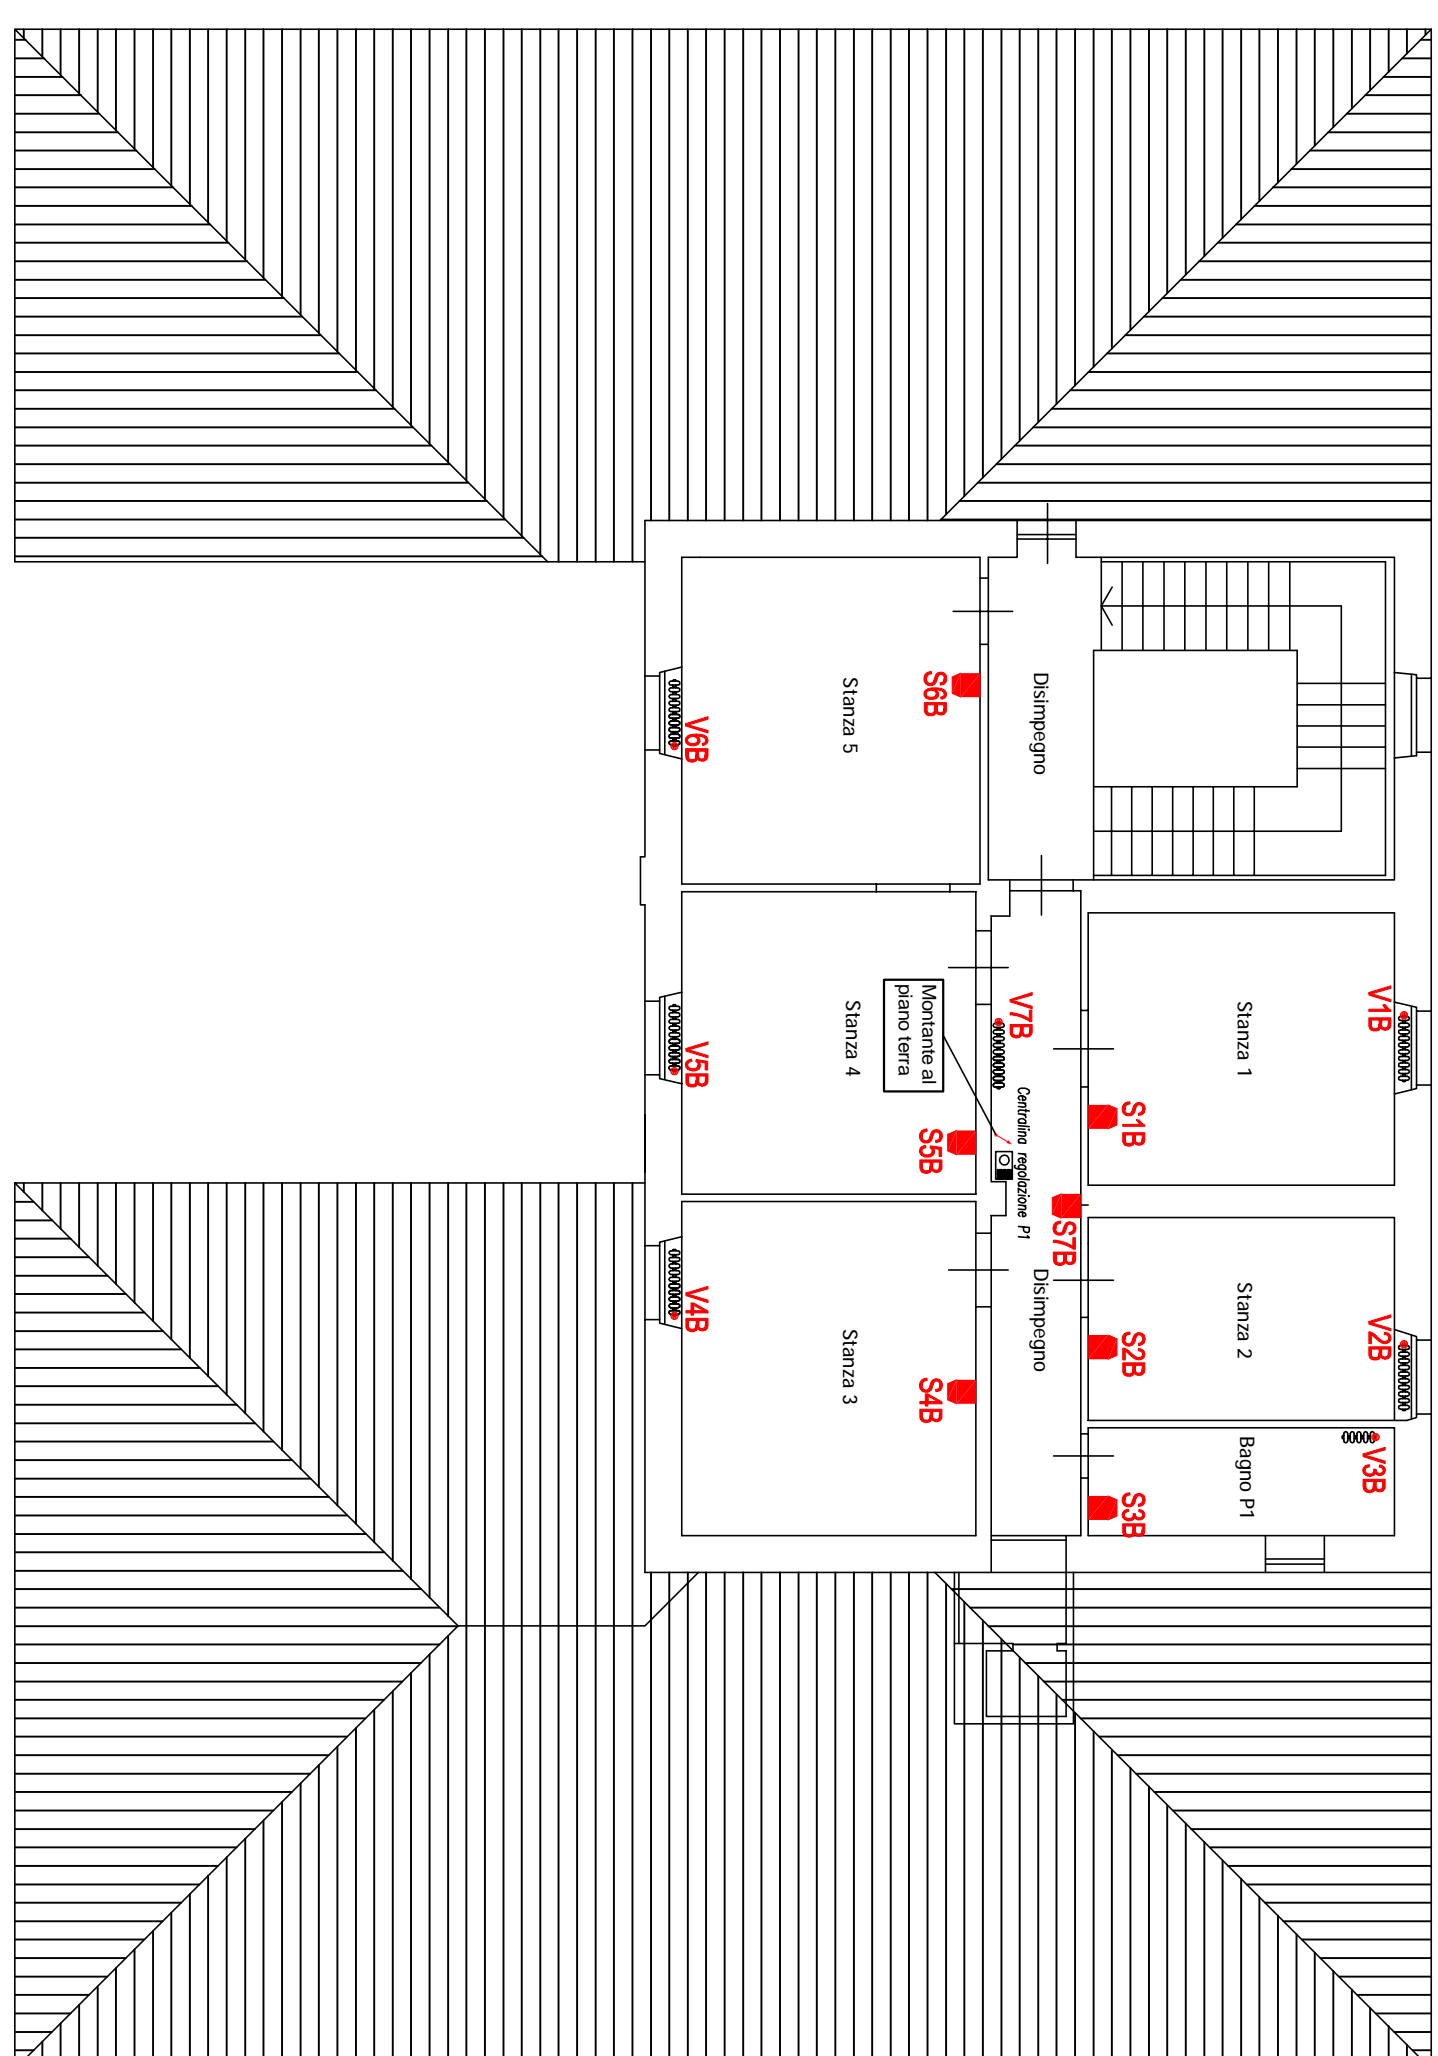 V1B
Stanza 1
S1B
V2B
Stanza 2
S2B
V3B
Bagno P1
S3B
Disimpegno
S7B
Disimpegno
V7B
Centralina regolazione P1
Montante al
piano terra
S6B
Stanza 5
V6B
S5B
Stanza 4
V5B
S4B
Stanza 3
V4B